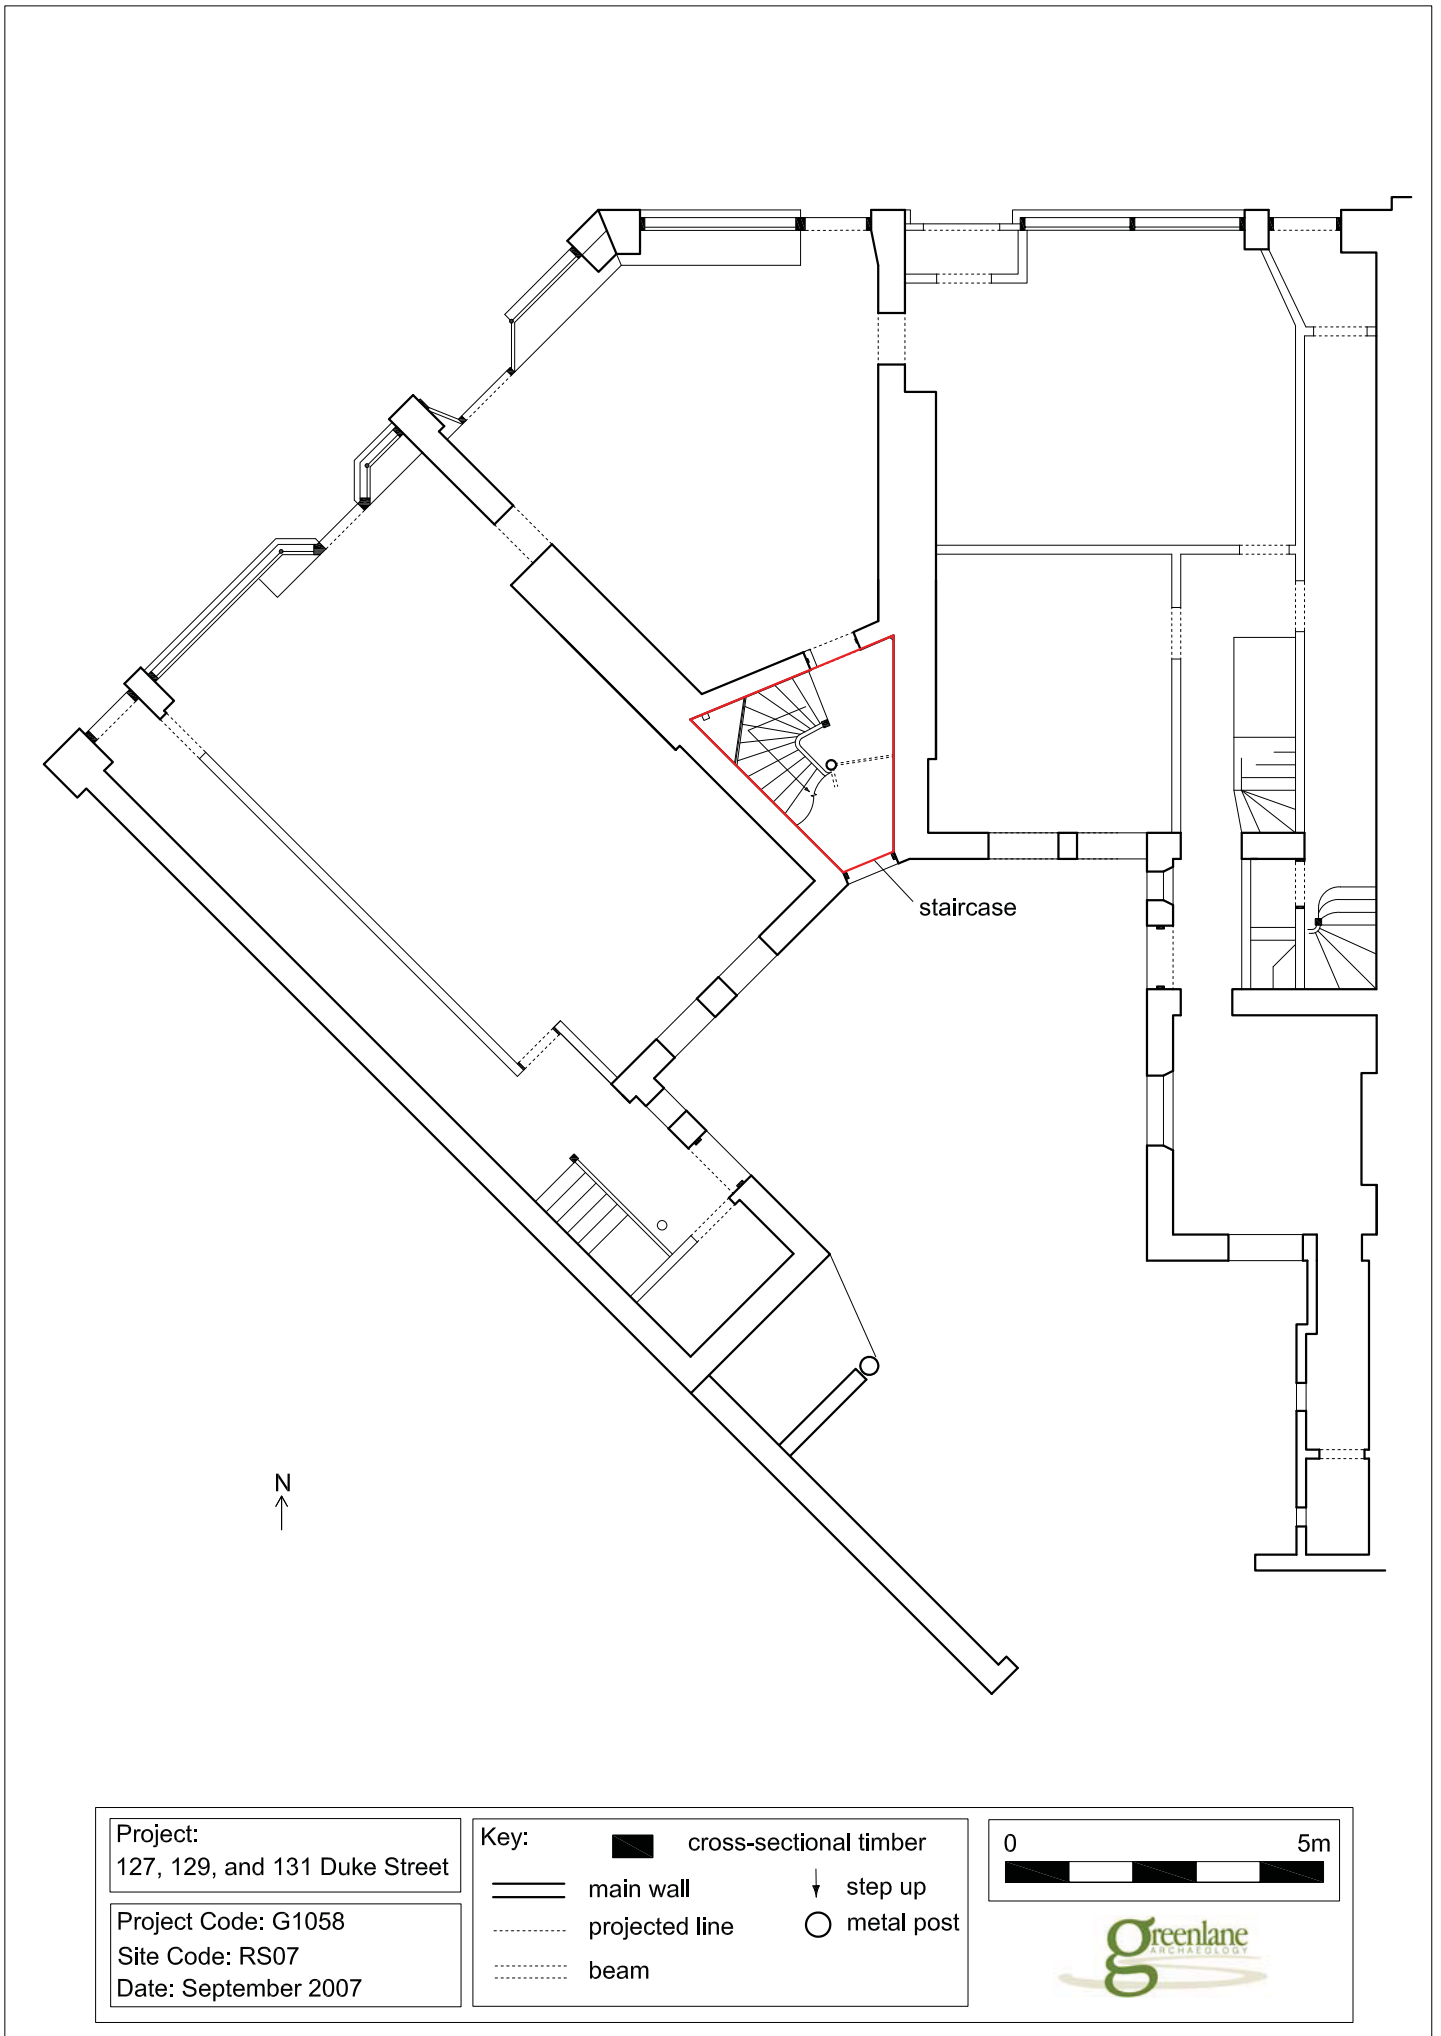 staircase
N
Project:
127, 129, and 131 Duke Street
Project Code: G1058
Site Code: RS07
Date: September 2007
Key:
cross-sectional timber
main wall
step up
projected line
metal post
beam
0 5m
greenlane
ARCHAEOLOGY